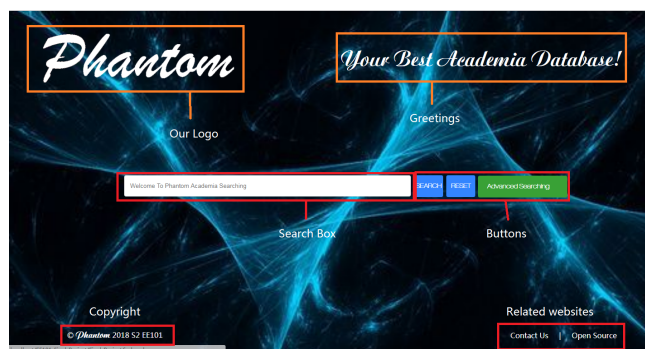 Phantom
Your Best Academia Database!
Our Logo
Greetings
Welcome To Phantom Academia Searching
SEARCH
RESET
Advanced Searching
Search Box
Buttons
Copyright
Related websites
© Phantom 2018 S2 EE101
Contact Us | Open Source